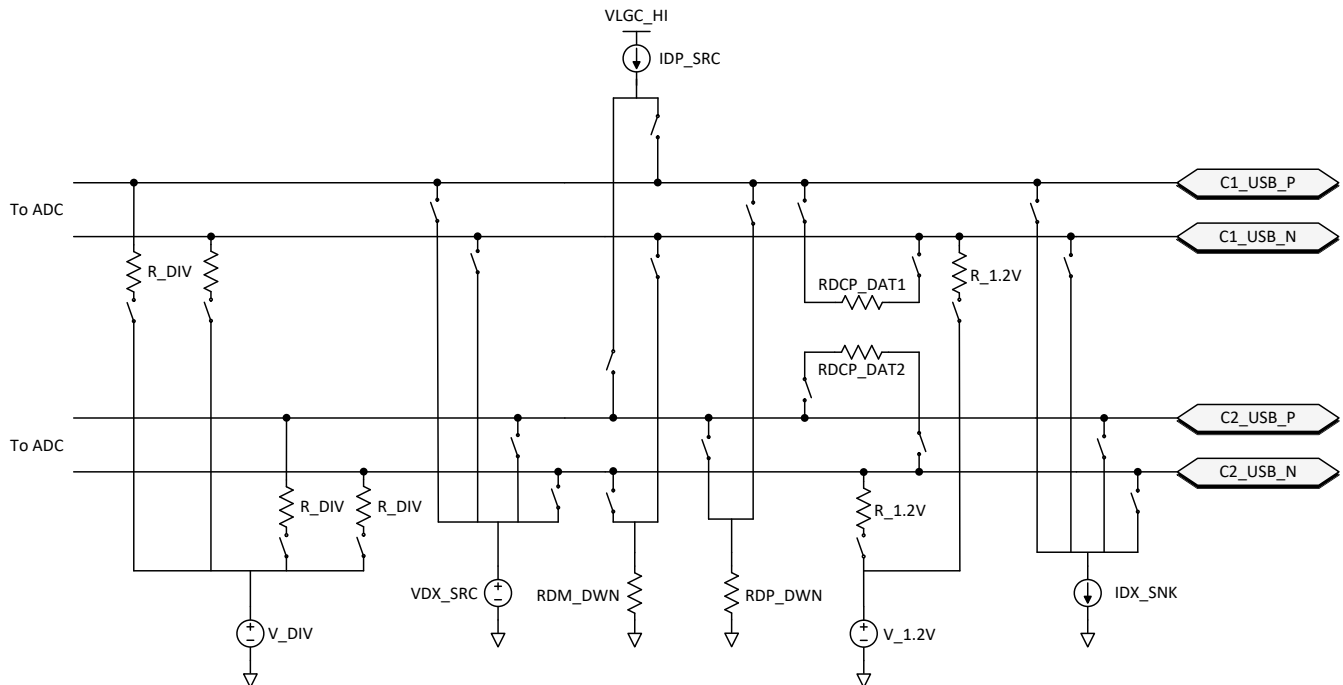 VLGC_HI
IDP_SRC
C1_USB_P
To ADC
C1_USB_N
R_DIV
R_1.2V
RDCP_DAT1
RDCP_DAT2
C2_USB_P
To ADC
C2_USB_N
R_DIV
R_DIV
R_1.2V
VDX_SRC
+
−
RDM_DWN
RDP_DWN
IDX_SNK
+
−
V_DIV
+
−
V_1.2V